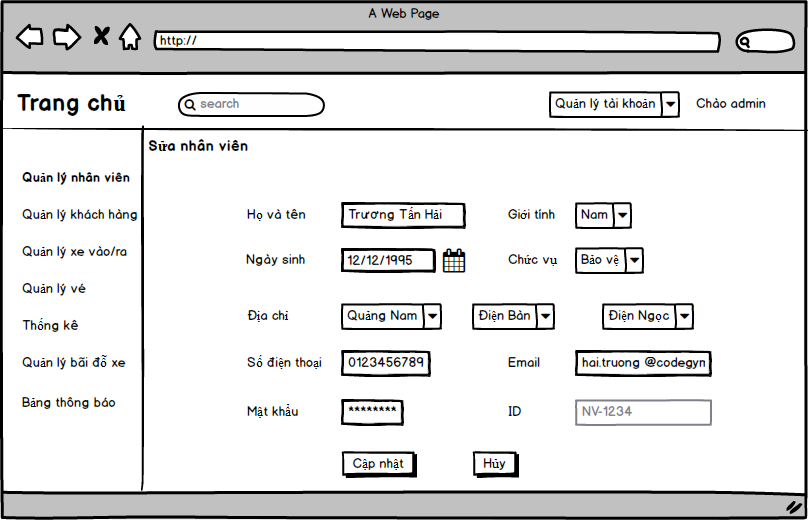 A Web Page
http://
Trang chủ
search
Quản lý tài khoản
Chào admin
Sửa nhân viên
Quản lý nhân viên
Quản lý khách hàng
Quản lý xe vào/ra
Quản lý vé
Thống kê
Quản lý bãi đỗ xe
Bảng thông báo
Họ và tên
Trương Tấn Hải
Giới tính
Nam
Ngày sinh
12/12/1995
Chức vụ
Bảo vệ
Địa chỉ
Quảng Nam
Điện Bàn
Điện Ngọc
Số điện thoại
0123456789
Email
hai.truong @codegyn
Mật khẩu
********
ID
NV-1234
Cập nhật
Hủy